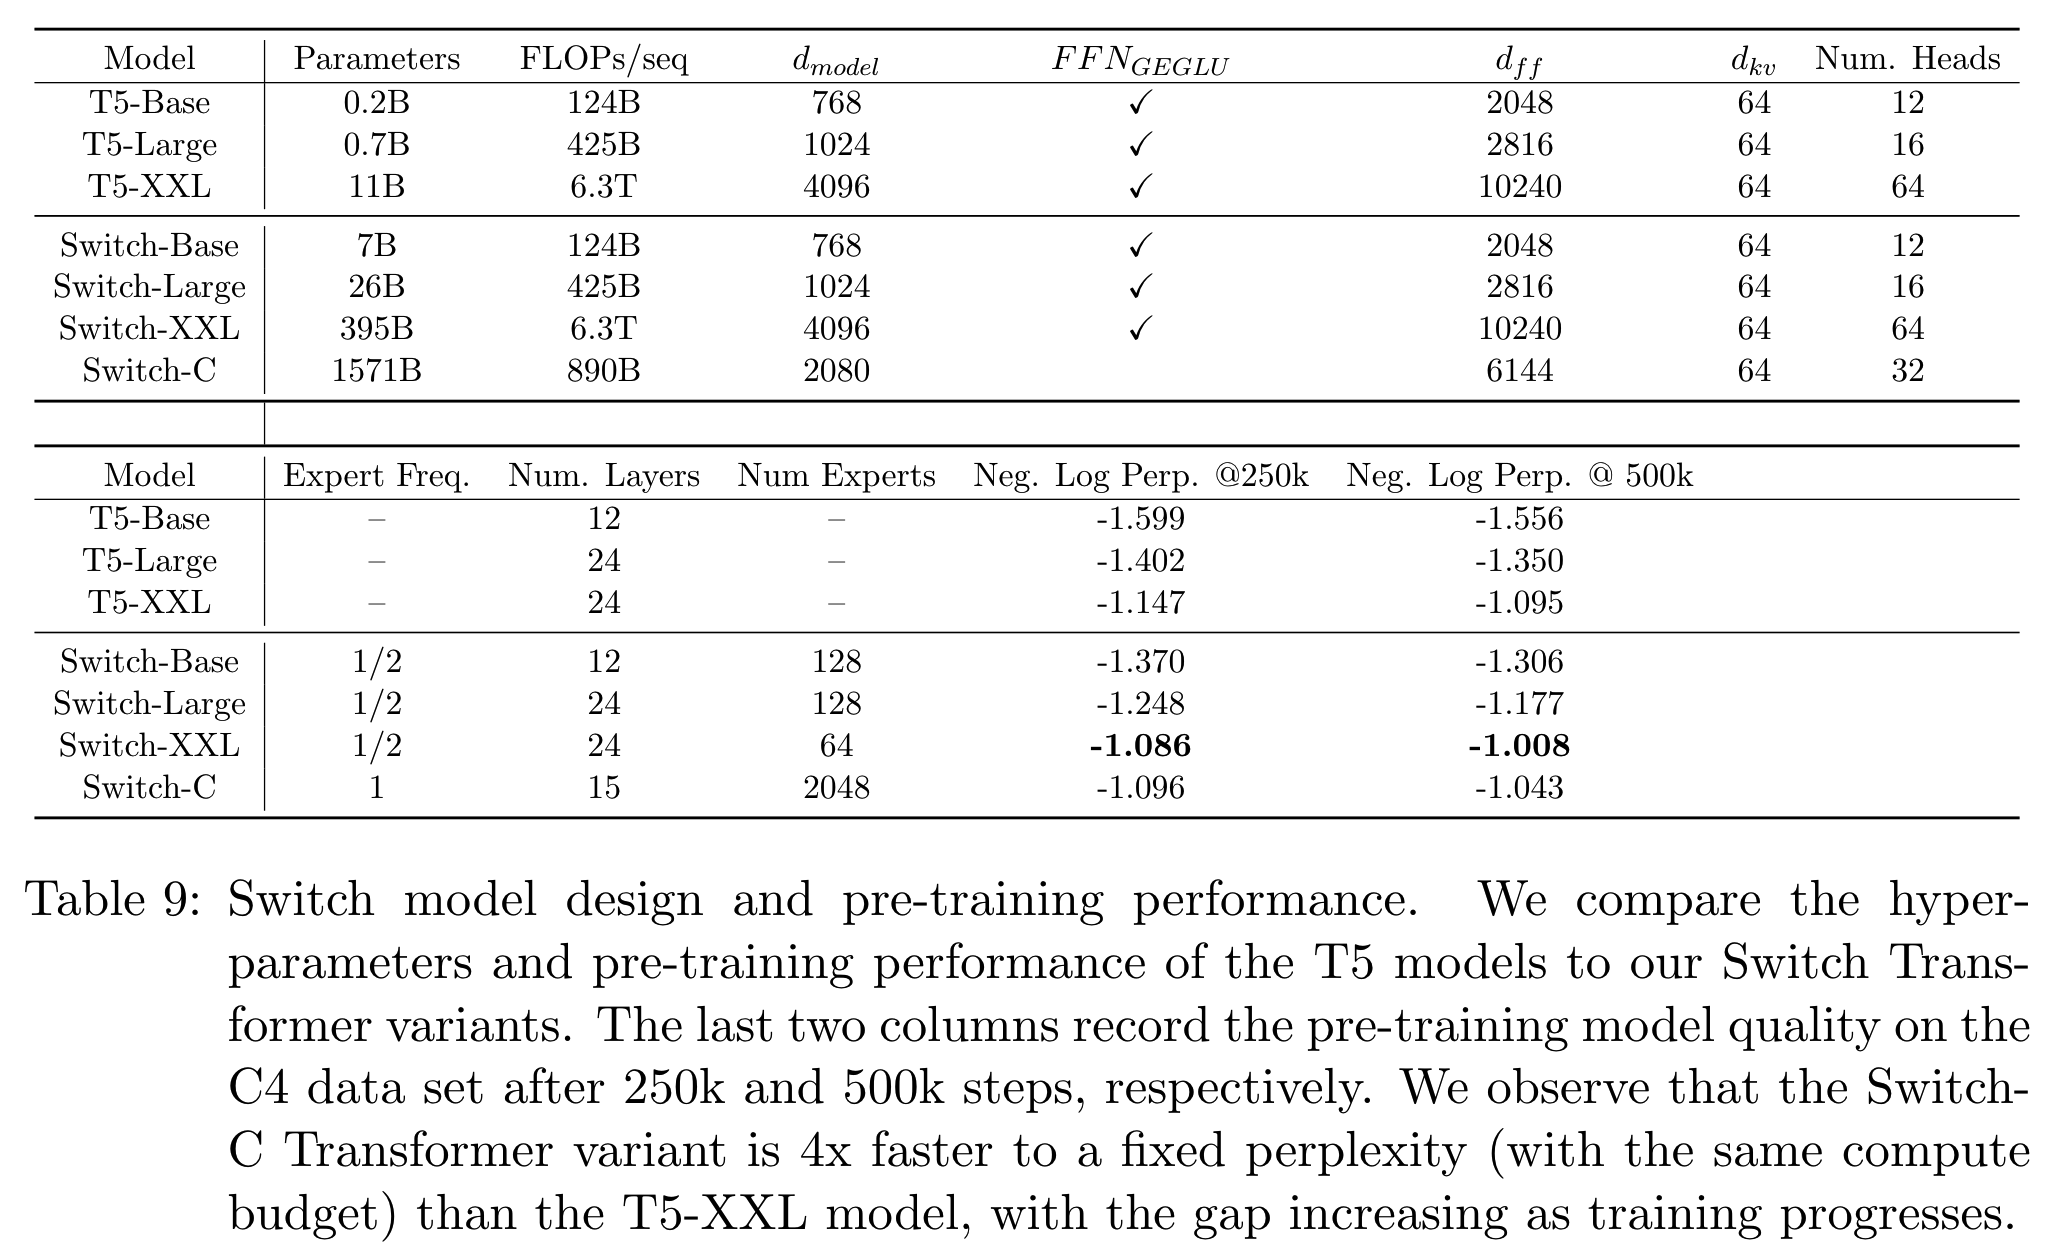 Model Parameters FLOPs/seq d_model FFN_GEGLU d_ff d_kv Num. Heads
T5-Base 0.2B 124B 768 ✓ 2048 64 12
T5-Large 0.7B 425B 1024 ✓ 2816 64 16
T5-XXL 11B 6.3T 4096 ✓ 10240 64 64
Switch-Base 7B 124B 768 ✓ 2048 64 12
Switch-Large 26B 425B 1024 ✓ 2816 64 16
Switch-XXL 395B 6.3T 4096 ✓ 10240 64 64
Switch-C 1571B 890B 2080 6144 64 32
Model Expert Freq. Num. Layers Num Experts Neg. Log Perp. @250k Neg. Log Perp. @ 500k
T5-Base – 12 – -1.599 -1.556
T5-Large – 24 – -1.402 -1.350
T5-XXL – 24 – -1.147 -1.095
Switch-Base 1/2 12 128 -1.370 -1.306
Switch-Large 1/2 24 128 -1.248 -1.177
Switch-XXL 1/2 24 64 -1.086 -1.008
Switch-C 1 15 2048 -1.096 -1.043
Table 9: Switch model design and pre-training performance. We compare the hyper-
parameters and pre-training performance of the T5 models to our Switch Trans-
former variants. The last two columns record the pre-training model quality on the
C4 data set after 250k and 500k steps, respectively. We observe that the Switch-
C Transformer variant is 4x faster to a fixed perplexity (with the same compute
budget) than the T5-XXL model, with the gap increasing as training progresses.